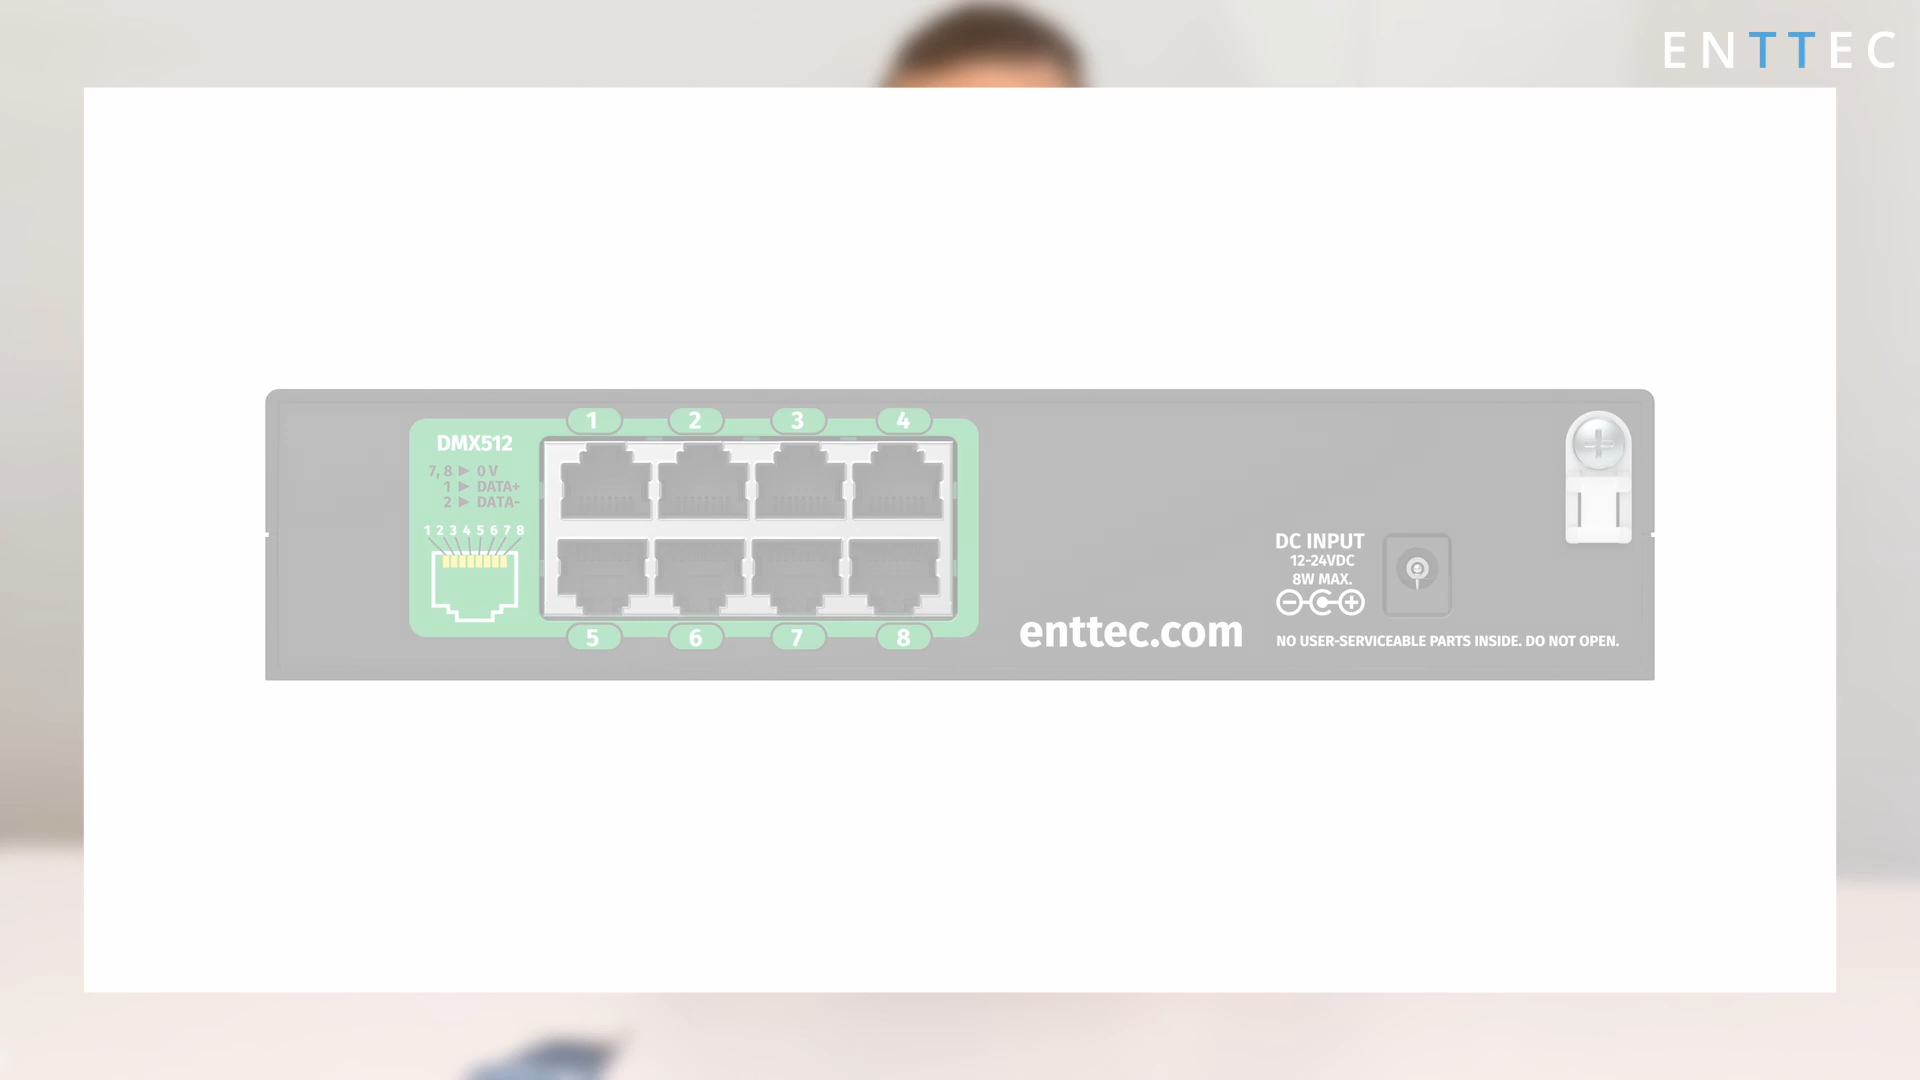 ENTTEC
1 2 3 4
DMX512
7, 8 ▶ 0 V
1 ▶ DATA+
2 ▶ DATA-
1 2 3 4 5 6 7 8
5 6 7 8
enttec.com
DC INPUT
12-24VDC
8W MAX.
NO USER-SERVICEABLE PARTS INSIDE. DO NOT OPEN.